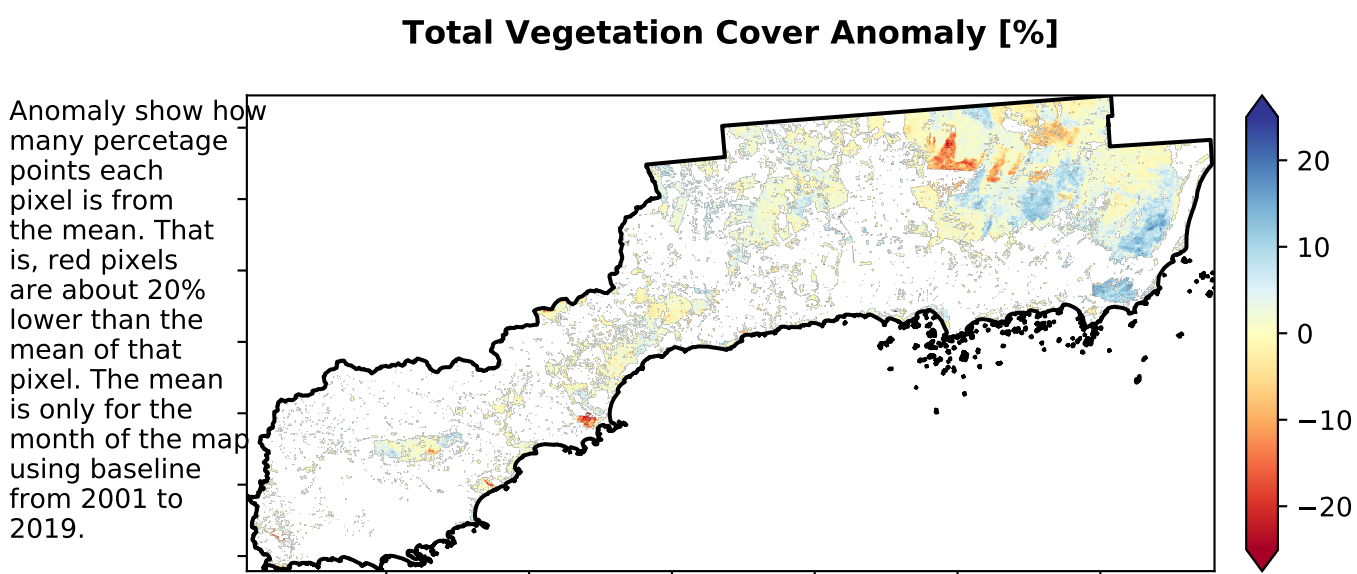 Total Vegetation Cover Anomaly [%]
Anomaly show how
many percetage
points each
pixel is from
the mean. That
is, red pixels
are about 20%
lower than the
mean of that
pixel. The mean
is only for the
month of the map
using baseline
from 2001 to
2019.
20
10
0
−10
−20